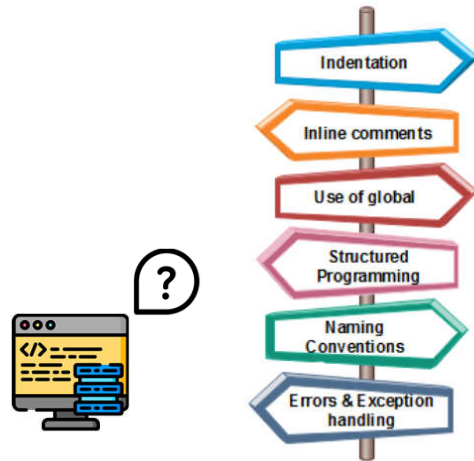 Indentation
Inline comments
Use of global
Structured
Programming
Naming
Conventions
Errors & Exception
handling
?
</>